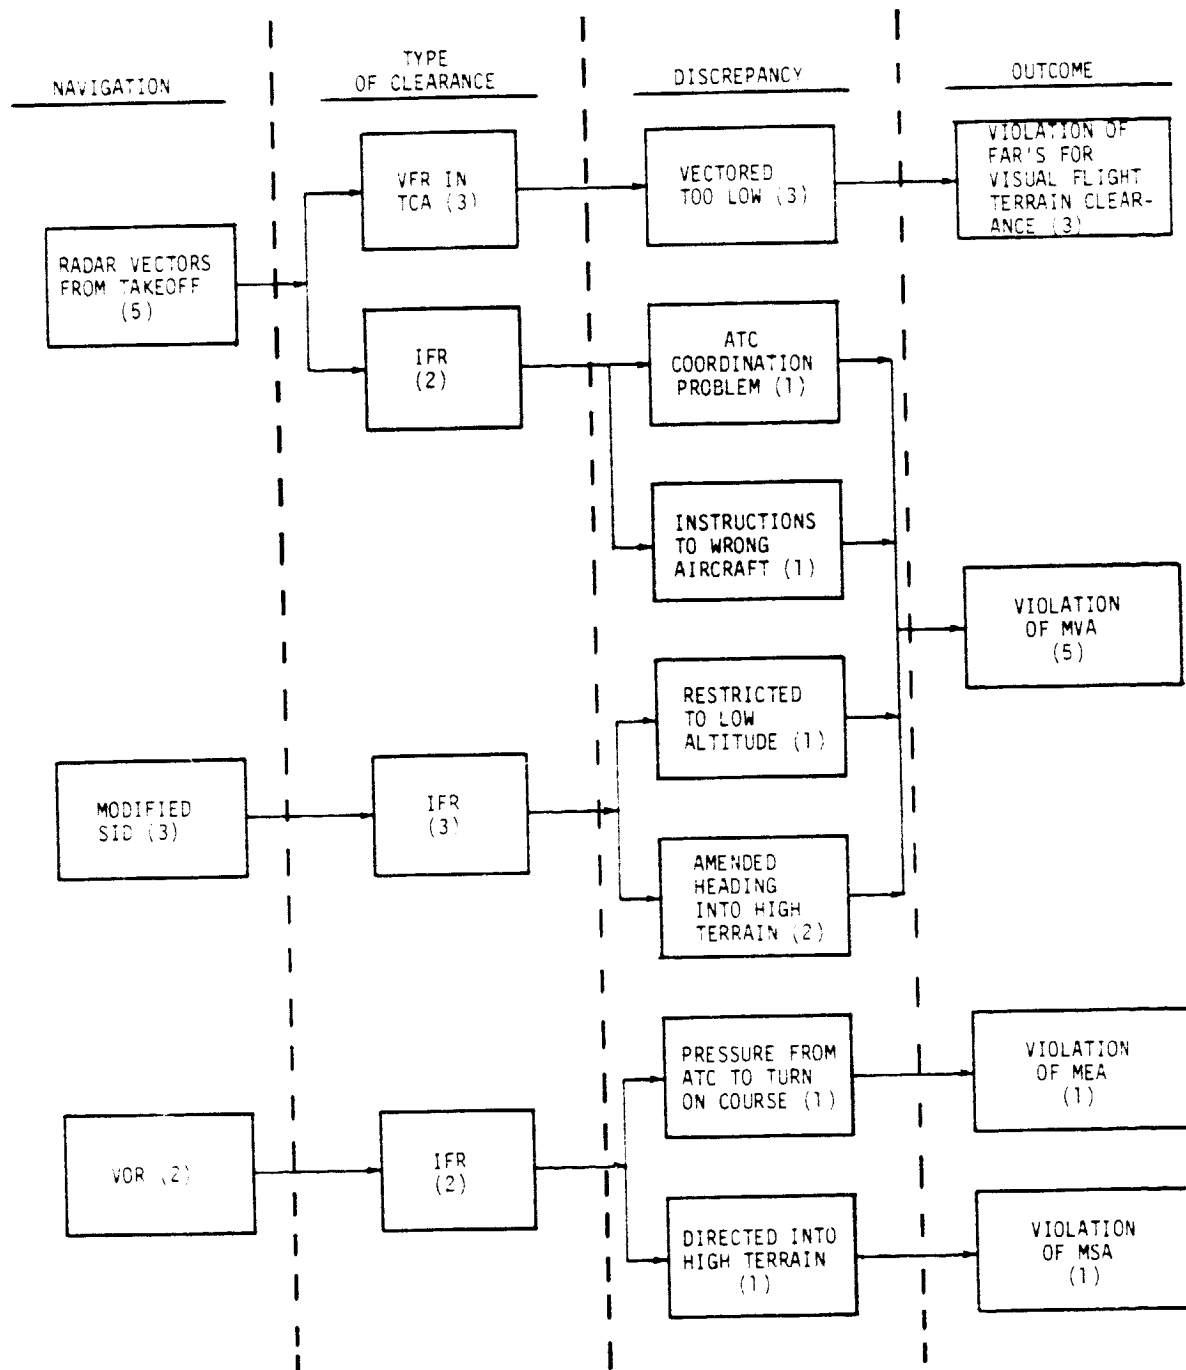 NAVIGATION
TYPE
OF CLEARANCE
DISCREPANCY
OUTCOME
RADAR VECTORS
FROM TAKEOFF
(5)
VFR IN
TCA (3)
VECTORED
TOO LOW (3)
VIOLATION OF
FAR'S FOR
VISUAL FLIGHT
TERRAIN CLEAR-
ANCE (3)
IFR
(2)
ATC
COORDINATION
PROBLEM (1)
INSTRUCTIONS
TO WRONG
AIRCRAFT (1)
VIOLATION
OF MVA
(5)
MODIFIED
SID (3)
IFR
(3)
RESTRICTED
TO LOW
ALTITUDE (1)
AMENDED
HEADING
INTO HIGH
TERRAIN (2)
VOR (2)
IFR
(2)
PRESSURE FROM
ATC TO TURN
ON COURSE (1)
VIOLATION
OF MEA
(1)
DIRECTED INTO
HIGH TERRAIN
(1)
VIOLATION
OF MSA
(1)